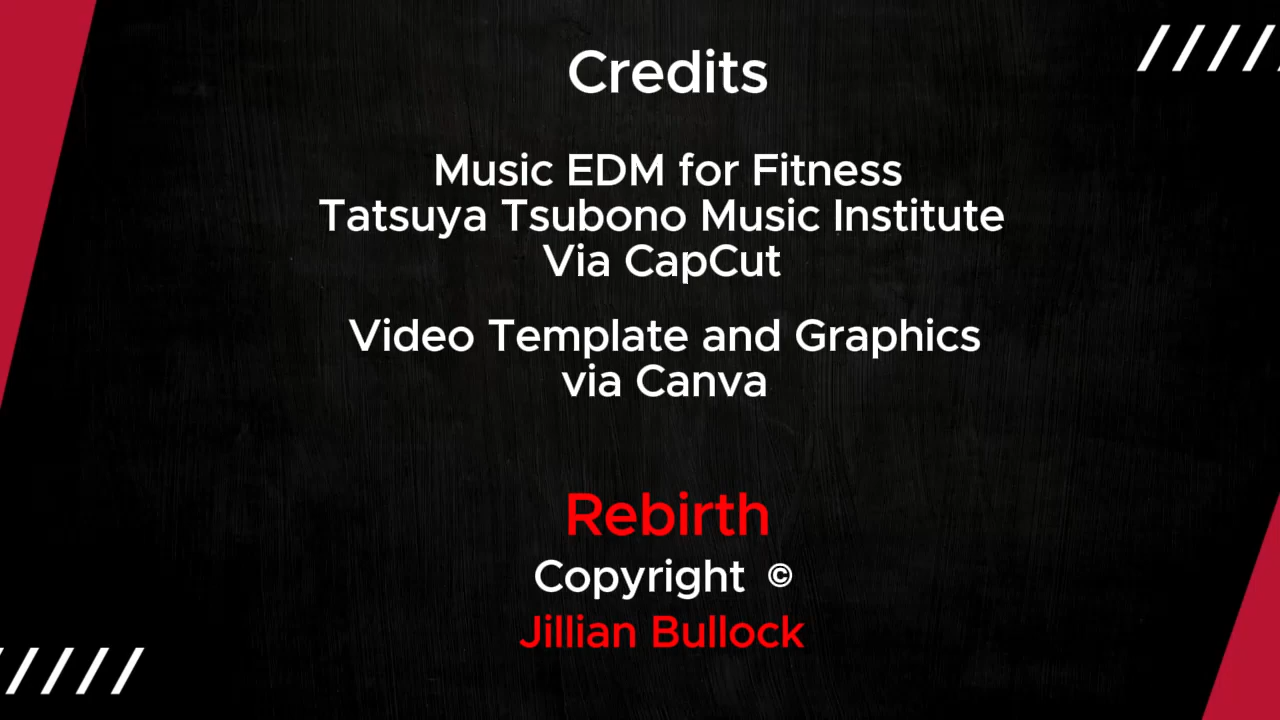 Credits
Music EDM for Fitness
Tatsuya Tsubono Music Institute
Via CapCut
Video Template and Graphics
via Canva
Rebirth
Copyright ©
Jillian Bullock